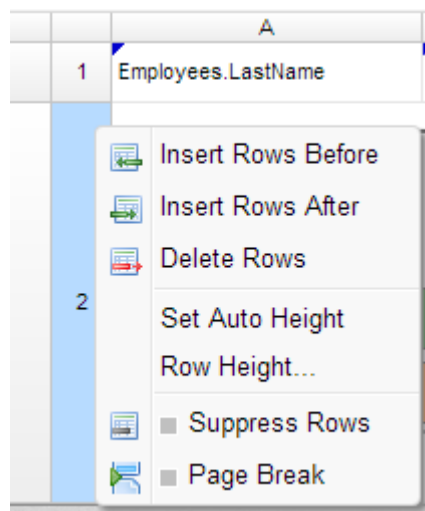 A
1 Employees.LastName
Insert Rows Before
Insert Rows After
Delete Rows
2
Set Auto Height
Row Height...
Suppress Rows
Page Break